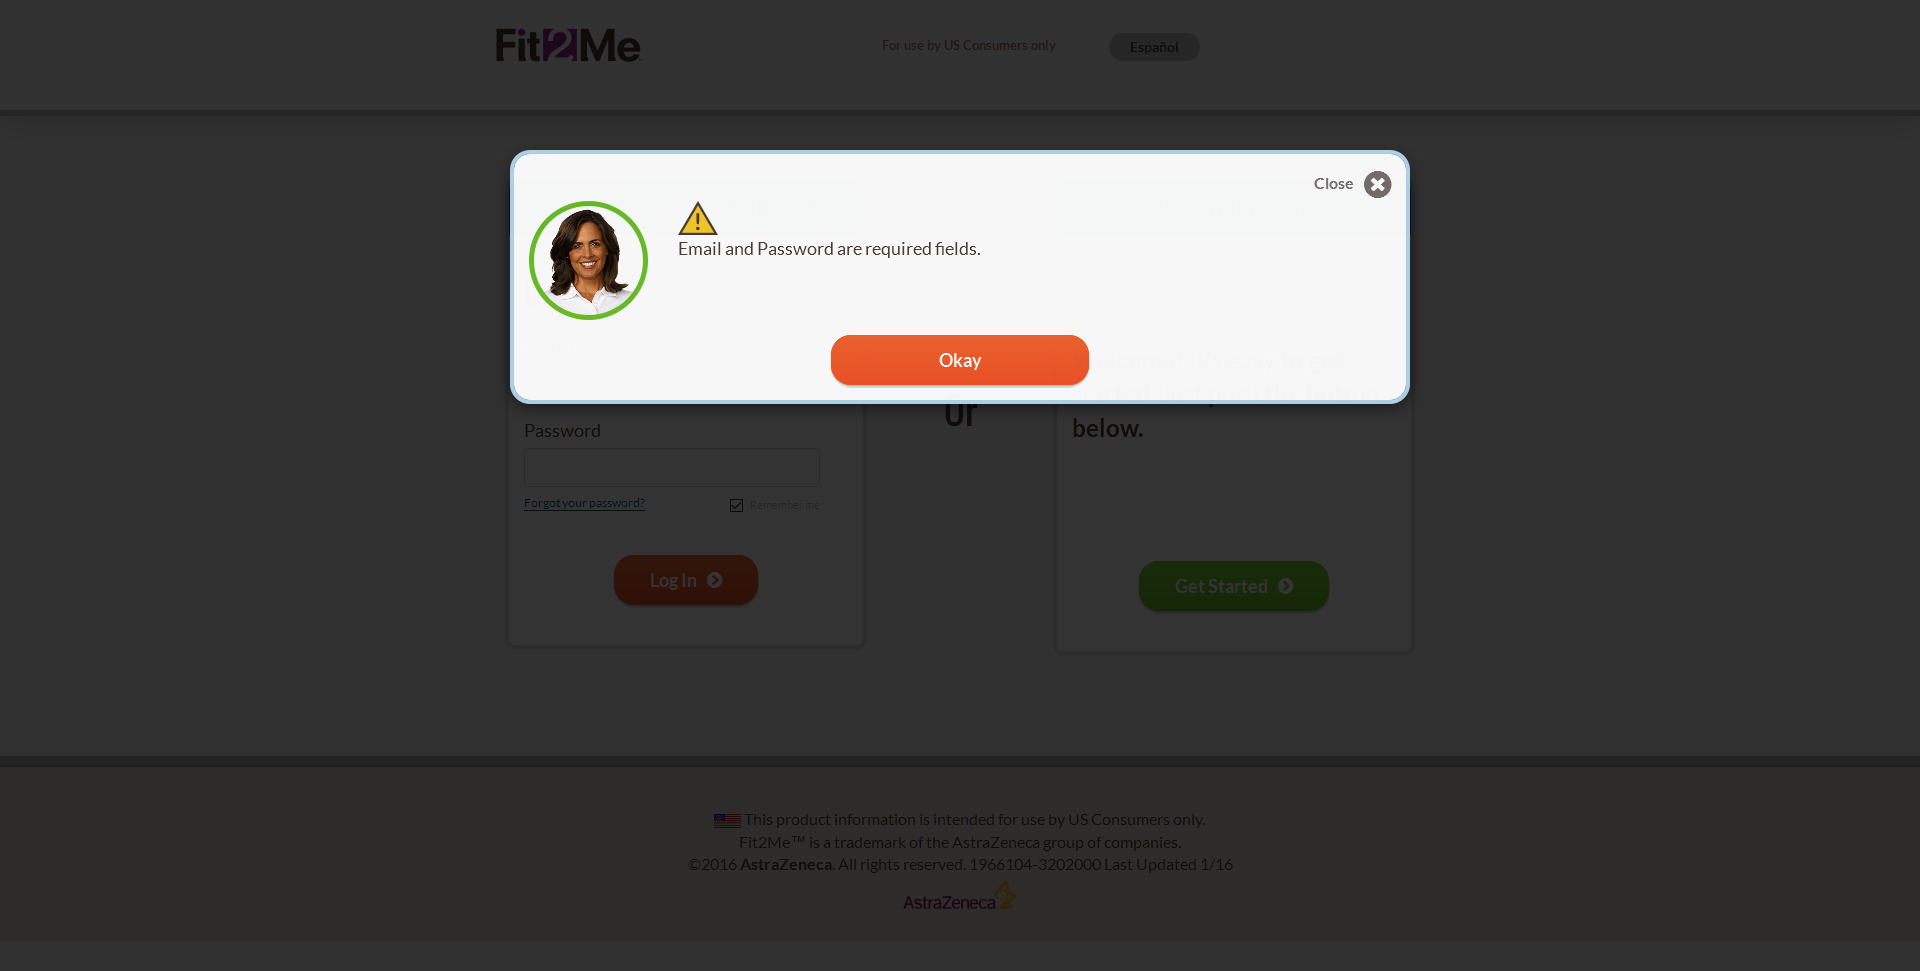 Fit2Me
For use by US Consumers only
Español
Close
Email and Password are required fields.
Okay
or
below.
Password
Forgot your password?
Remember me
Log In
Get Started
This product information is intended for use by US Consumers only.
Fit2Me™ is a trademark of the AstraZeneca group of companies.
©2016 AstraZeneca. All rights reserved. 1966104-3202000 Last Updated 1/16
AstraZeneca